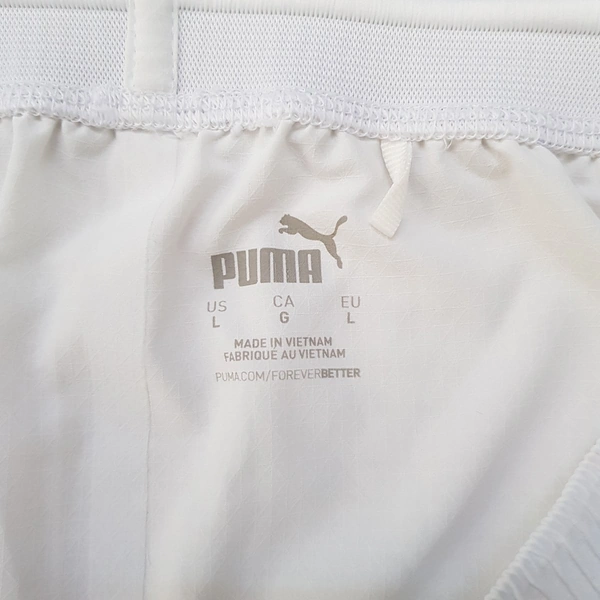 PUMA
US CA EU
L G L
MADE IN VIETNAM
FABRIQUE AU VIETNAM
PUMA.COM/FOREVERBETTER